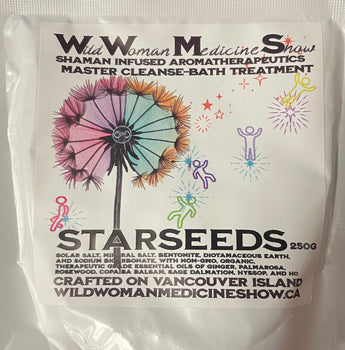 Wild Woman Medicine Show
SHAMAN INFUSED AROMATHERAPEUTICS
MASTER CLEANSE-BATH TREATMENT
STARSEEDS 250G
SOLAR SALT, MINERAL SALT, BENTONITE, DIOTAMACEOUS EARTH,
AND SODIUM BICARBONATE, WITH NON-GMO, ORGANIC,
THERAPEUTIC GRADE ESSENTIAL OILS OF GINGER, PALMAROSA,
ROSEWOOD, COPAIBA BALSAM, SAGE DALMATION, HYSSOP, AND HO
CRAFTED ON VANCOUVER ISLAND
WILDWOMANMEDICINESHOW.CA